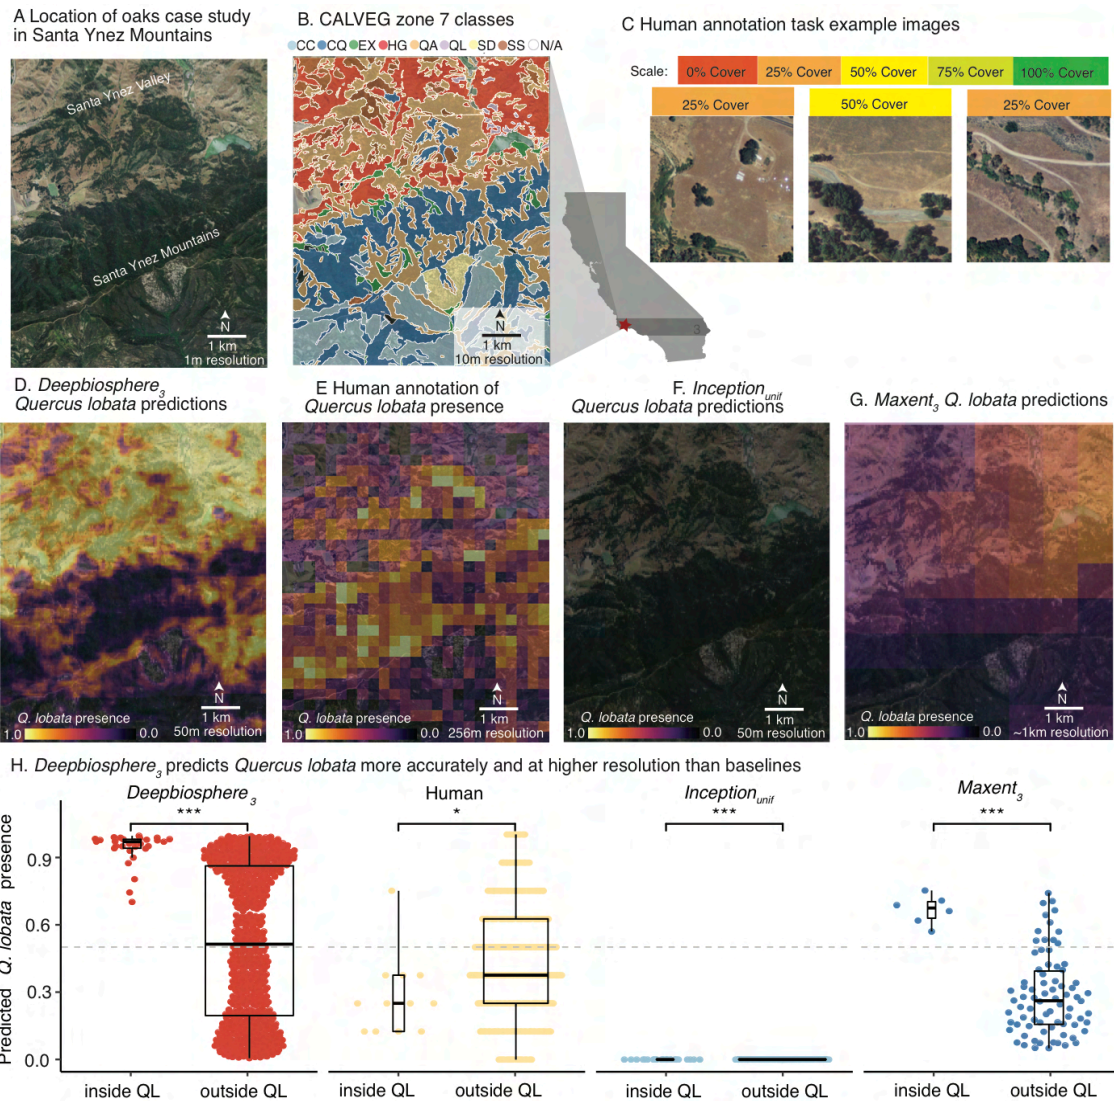 A Location of oaks case study
in Santa Ynez Mountains
B. CALVEG zone 7 classes
CC CQ EX HG QA QL SD SS N/A
C Human annotation task example images
Scale: 0% Cover 25% Cover 50% Cover 75% Cover 100% Cover
25% Cover 50% Cover 25% Cover
Santa Ynez Valley
Santa Ynez Mountains
N
1 km
1m resolution
N
1 km
10m resolution
3
D. Deepbiosphere3
Quercus lobata predictions
E Human annotation of
Quercus lobata presence
F. Inceptionunif
Quercus lobata predictions
G. Maxent3 Q. lobata predictions
N
Q. lobata presence 1 km
1.0 0.0 50m resolution
N
Q. lobata presence 1 km
1.0 0.0 256m resolution
N
Q. lobata presence 1 km
1.0 0.0 50m resolution
N
Q. lobata presence 1 km
1.0 0.0 ~1km resolution
H. Deepbiosphere3 predicts Quercus lobata more accurately and at higher resolution than baselines
Deepbiosphere3 Human Inceptionunif Maxent3
*** * *** ***
Predicted Q. lobata presence
0.9
0.6
0.3
0.0
inside QL outside QL inside QL outside QL inside QL outside QL inside QL outside QL